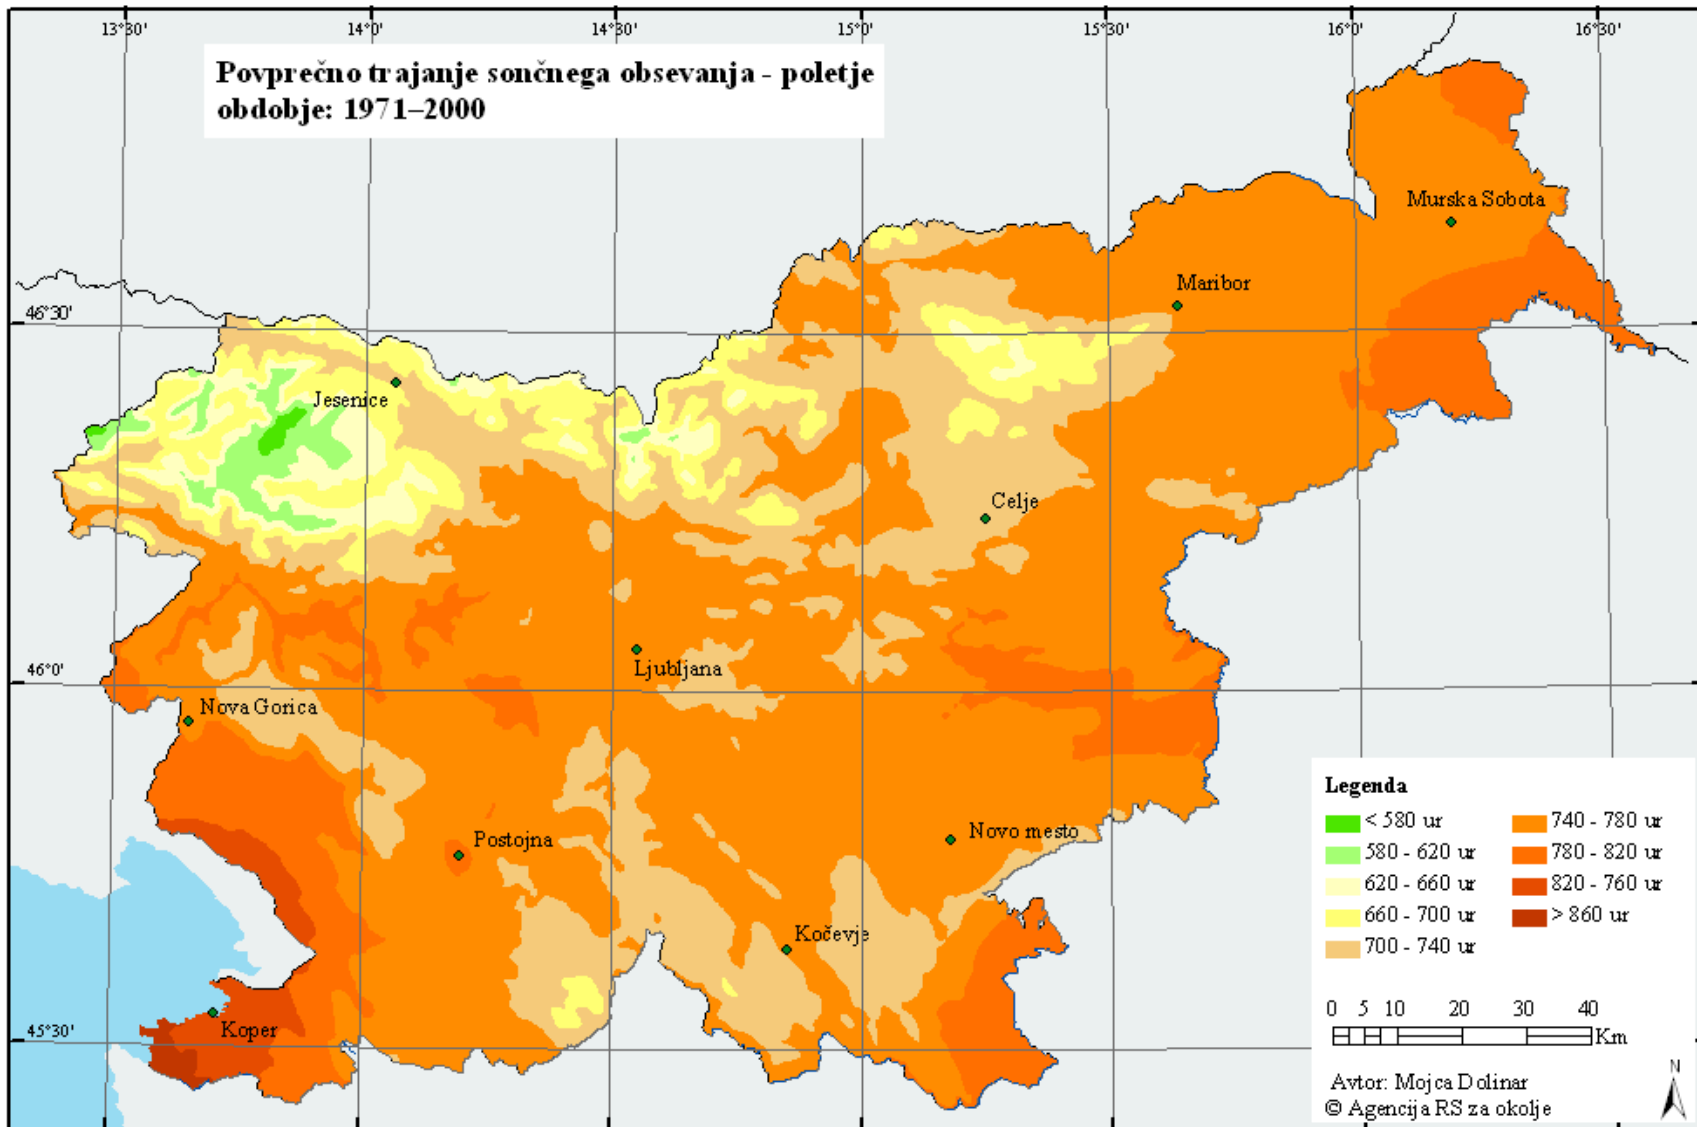 13°30' 14°0' 14°30' 15°0' 15°30' 16°0' 16°30'
Povprečno trajanje sončnega obsevanja - poletje
obdobje: 1971–2000
Murska Sobota
Maribor
46°30'
Jesenice
Celje
Ljubljana
46°0'
Nova Gorica
Postojna
Novo mesto
Kočevje
Koper
45°30'
Legenda
< 580 ur
580 - 620 ur
620 - 660 ur
660 - 700 ur
700 - 740 ur
740 - 780 ur
780 - 820 ur
820 - 760 ur
> 860 ur
0 5 10 20 30 40
Km
N
Avtor: Mojca Dolinar
© Agencija RS za okolje